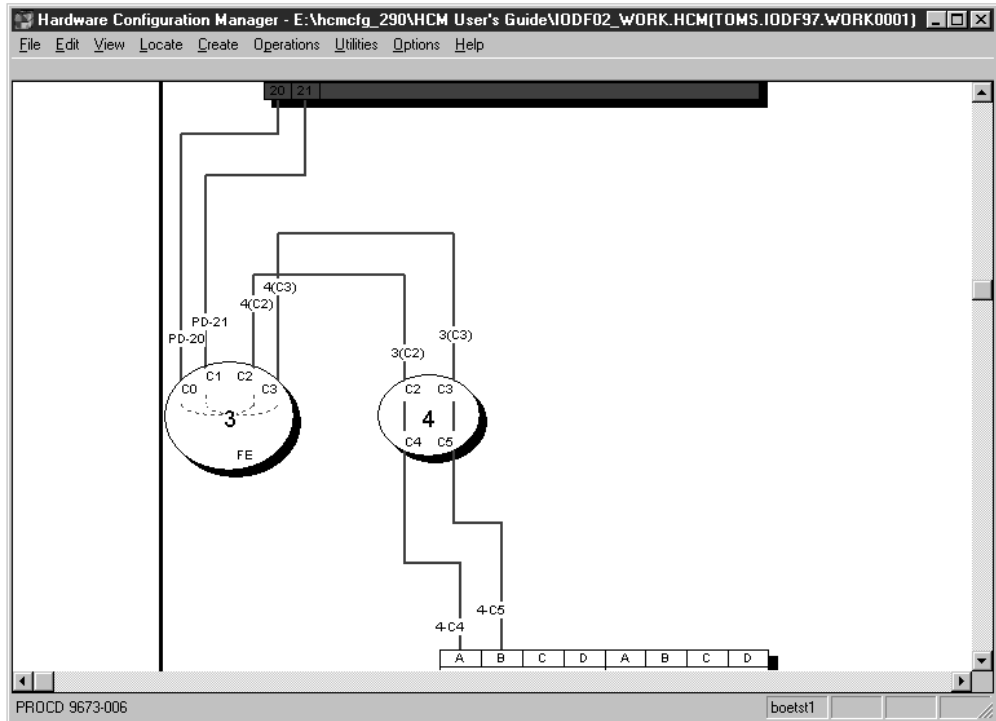 Hardware Configuration Manager - E:\hcmcfg_290\HCM User's Guide\IODF02_WORK.HCM(TOMS.IODF97.WORK0001)
File Edit View Locate Create Operations Utilities Options Help
20 21
4(C3)
4(C2)
PD-21
PD-20
3(C3)
3(C2)
C0 C1 C2 C3
3
FE
C2 C3
4
C4 C5
4-C5
4-C4
A B C D A B C D
PROCD 9673-006
boetst1